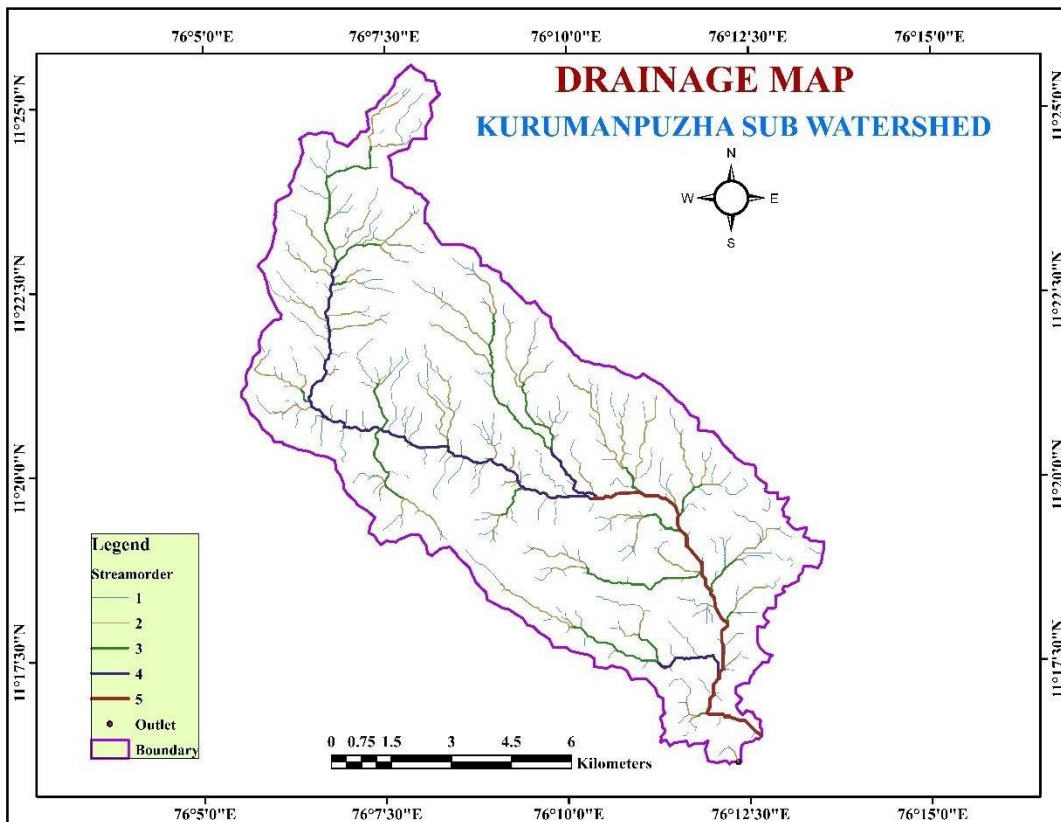 76°5'0"E 76°7'30"E 76°10'0"E 76°12'30"E 76°15'0"E
DRAINAGE MAP
KURUMANPUZHA SUB WATERSHED
N
W E
S
11°25'0"N 11°25'0"N
11°22'30"N 11°22'30"N
11°20'0"N 11°20'0"N
11°17'30"N 11°17'30"N
Legend
Streamorder
1
2
3
4
5
Outlet
Boundary
0 0.75 1.5 3 4.5 6
Kilometers
76°5'0"E 76°7'30"E 76°10'0"E 76°12'30"E 76°15'0"E